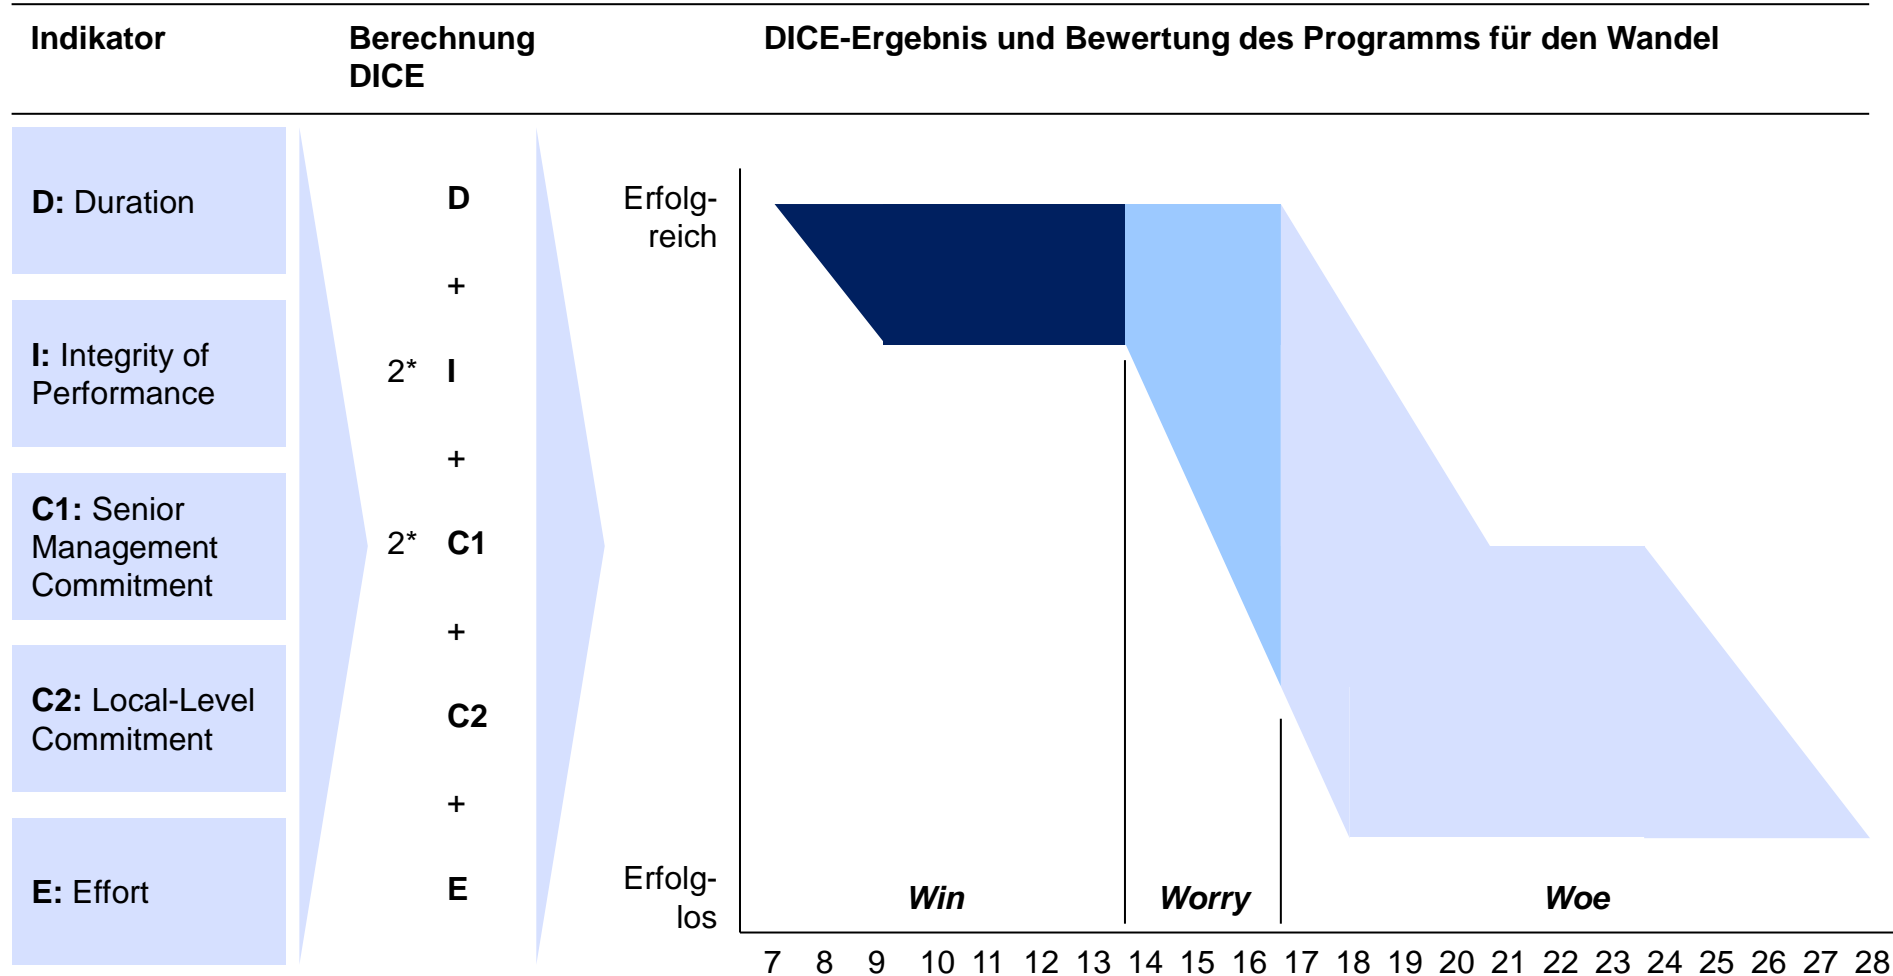 Indikator
Berechnung
DICE
DICE-Ergebnis und Bewertung des Programms für den Wandel
D: Duration
I: Integrity of
Performance
C1: Senior
Management
Commitment
C2: Local-Level
Commitment
E: Effort
D
+
2* I
+
2* C1
+
C2
+
E
Erfolg-
reich
Erfolg-
los
Win
Worry
Woe
7 8 9 10 11 12 13 14 15 16 17 18 19 20 21 22 23 24 25 26 27 28